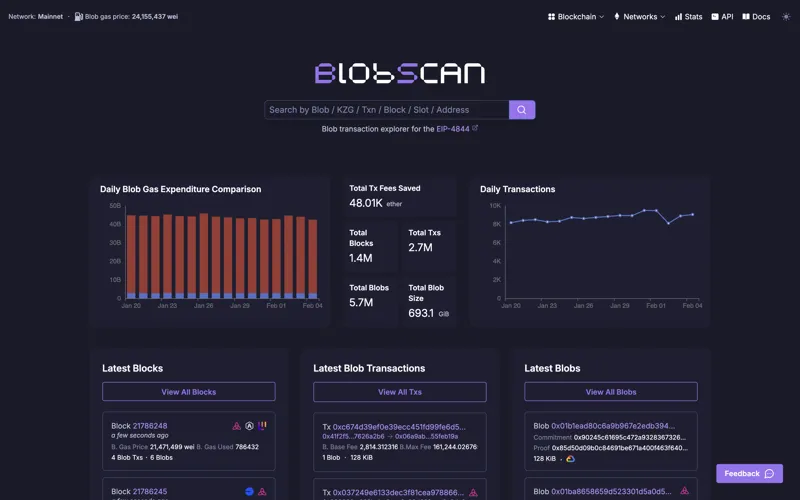 Network: Mainnet · Blob gas price: 24,155,437 wei
Blockchain Networks Stats API Docs
BLOBSCAN
Search by Blob / KZG / Txn / Block / Slot / Address
Blob transaction explorer for the EIP-4844
Daily Blob Gas Expenditure Comparison
50B
40B
30B
20B
10B
0
Jan 20 Jan 23 Jan 26 Jan 29 Feb 01 Feb 04
Total Tx Fees Saved
48.01K ether
Total Blocks
1.4M
Total Txs
2.7M
Total Blobs
5.7M
Total Blob Size
693.1 GiB
Daily Transactions
10K
8K
6K
4K
2K
0
Jan 20 Jan 23 Jan 26 Jan 29 Feb 01 Feb 04
Latest Blocks
View All Blocks
Block 21786248
a few seconds ago
B. Gas Price 21,471,499 wei B. Gas Used 786432
4 Blob Txs · 6 Blobs
Block 21786245
Latest Blob Transactions
View All Txs
Tx 0xc674d39ef0e39ecc451fd99fe6d5...
0x41f2f5...7626a2b6 → 0x06a9ab...55feb19a
B. Base Fee 2,814.312316 B.Max Fee 161,244.02676
1 Blob · 128 KiB
Tx 0x037249e6133dec3f81cea978866...
Latest Blobs
View All Blobs
Blob 0x01b1ead80c6a9b967e2edb394...
Commitment 0x90245c61695c472a9328367326...
Proof 0x85d50d09b0c84691be671a400f463f640...
128 KiB ·
Blob 0x01ba8658659d523301d5a0d5...
Feedback